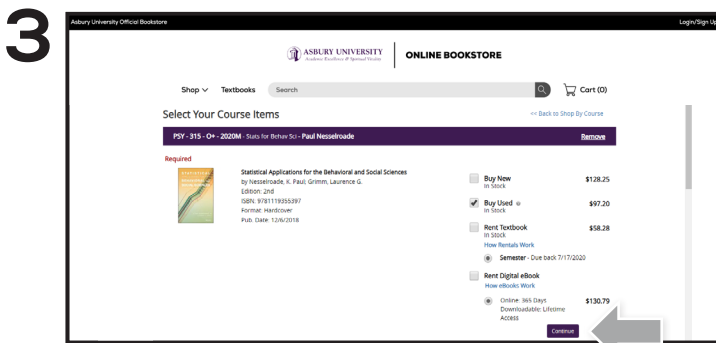 3
Asbury University Official Bookstore
Login/Sign Up
ASBURY UNIVERSITY
Academic Excellence & Spiritual Vitality
ONLINE BOOKSTORE
Shop
Textbooks
Search
Cart (0)
Select Your Course Items
<< Back to Shop By Course
PSY - 315 - O+ - 2020M - Stats for Behav Sci - Paul Nesselroade
Remove
Required
Statistical Applications for the Behavioral and Social Sciences
by Nesselroade, K. Paul; Grimm, Laurence G.
Edition: 2nd
ISBN: 9781119355397
Format: Hardcover
Pub. Date: 12/6/2018
Buy New $128.25
In Stock
Buy Used $97.20
In Stock
Rent Textbook $58.28
In Stock
How Rentals Work
Semester - Due back 7/17/2020
Rent Digital eBook
How eBooks Work
Online: 365 Days $130.79
Downloadable: Lifetime
Access
Continue